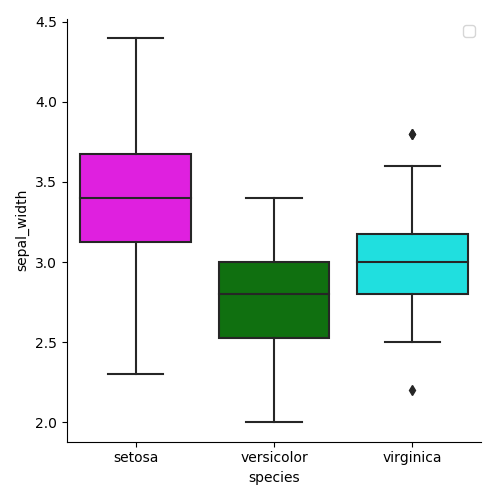 4.5
4.0
3.5
3.0
2.5
2.0
sepal_width
setosa
versicolor
virginica
species